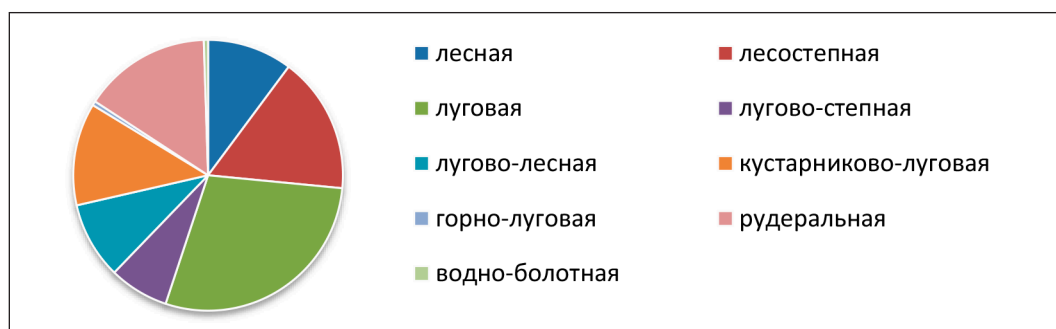 лесная
лесостепная
луговая
лугово-степная
лугово-лесная
кустарниково-луговая
горно-луговая
рудеральная
водно-болотная